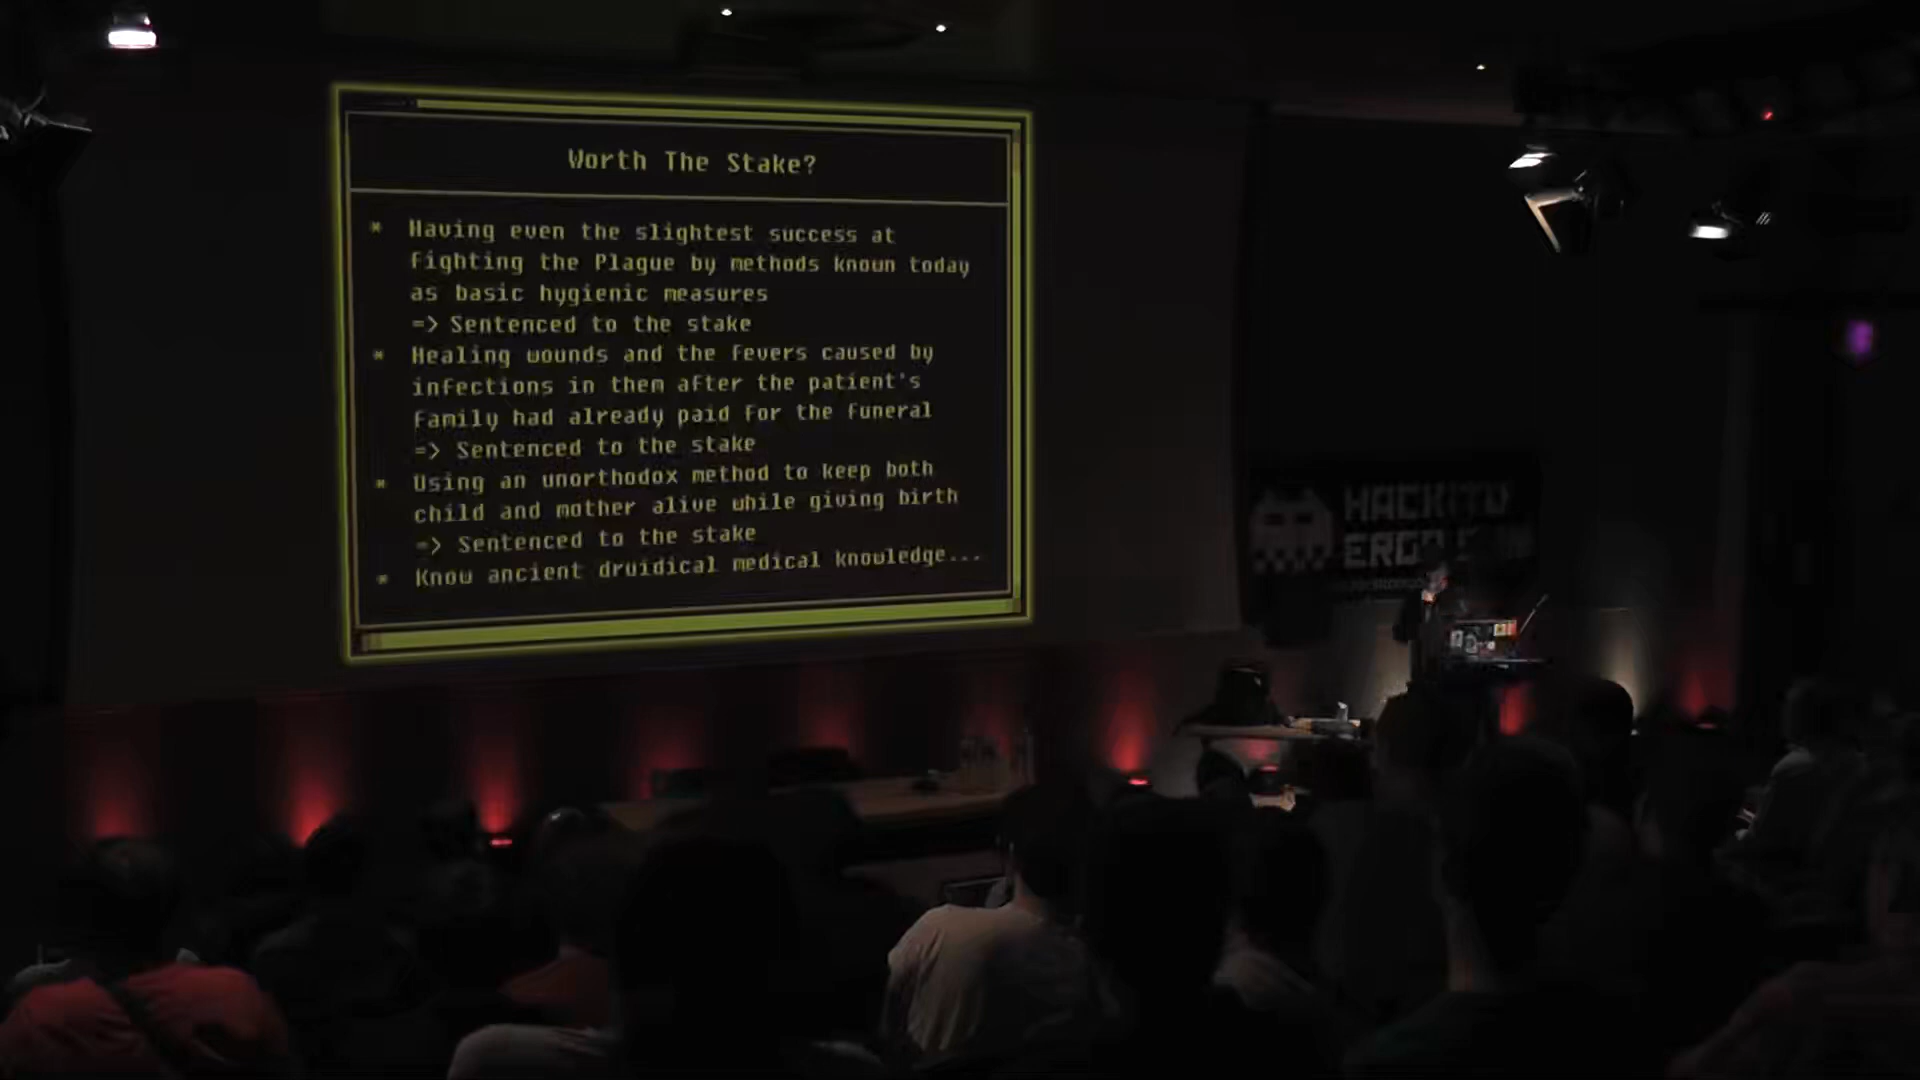 Worth The Stake?
* Having even the slightest success at
fighting the Plague by methods known today
as basic hygienic measures
=> Sentenced to the stake
* Healing wounds and the fevers caused by
infections in them after the patient's
family had already paid for the funeral
=> Sentenced to the stake
* Using an unorthodox method to keep both
child and mother alive while giving birth
=> Sentenced to the stake
* Know ancient druidical medical knowledge...
HACKITO
ERGO SUM